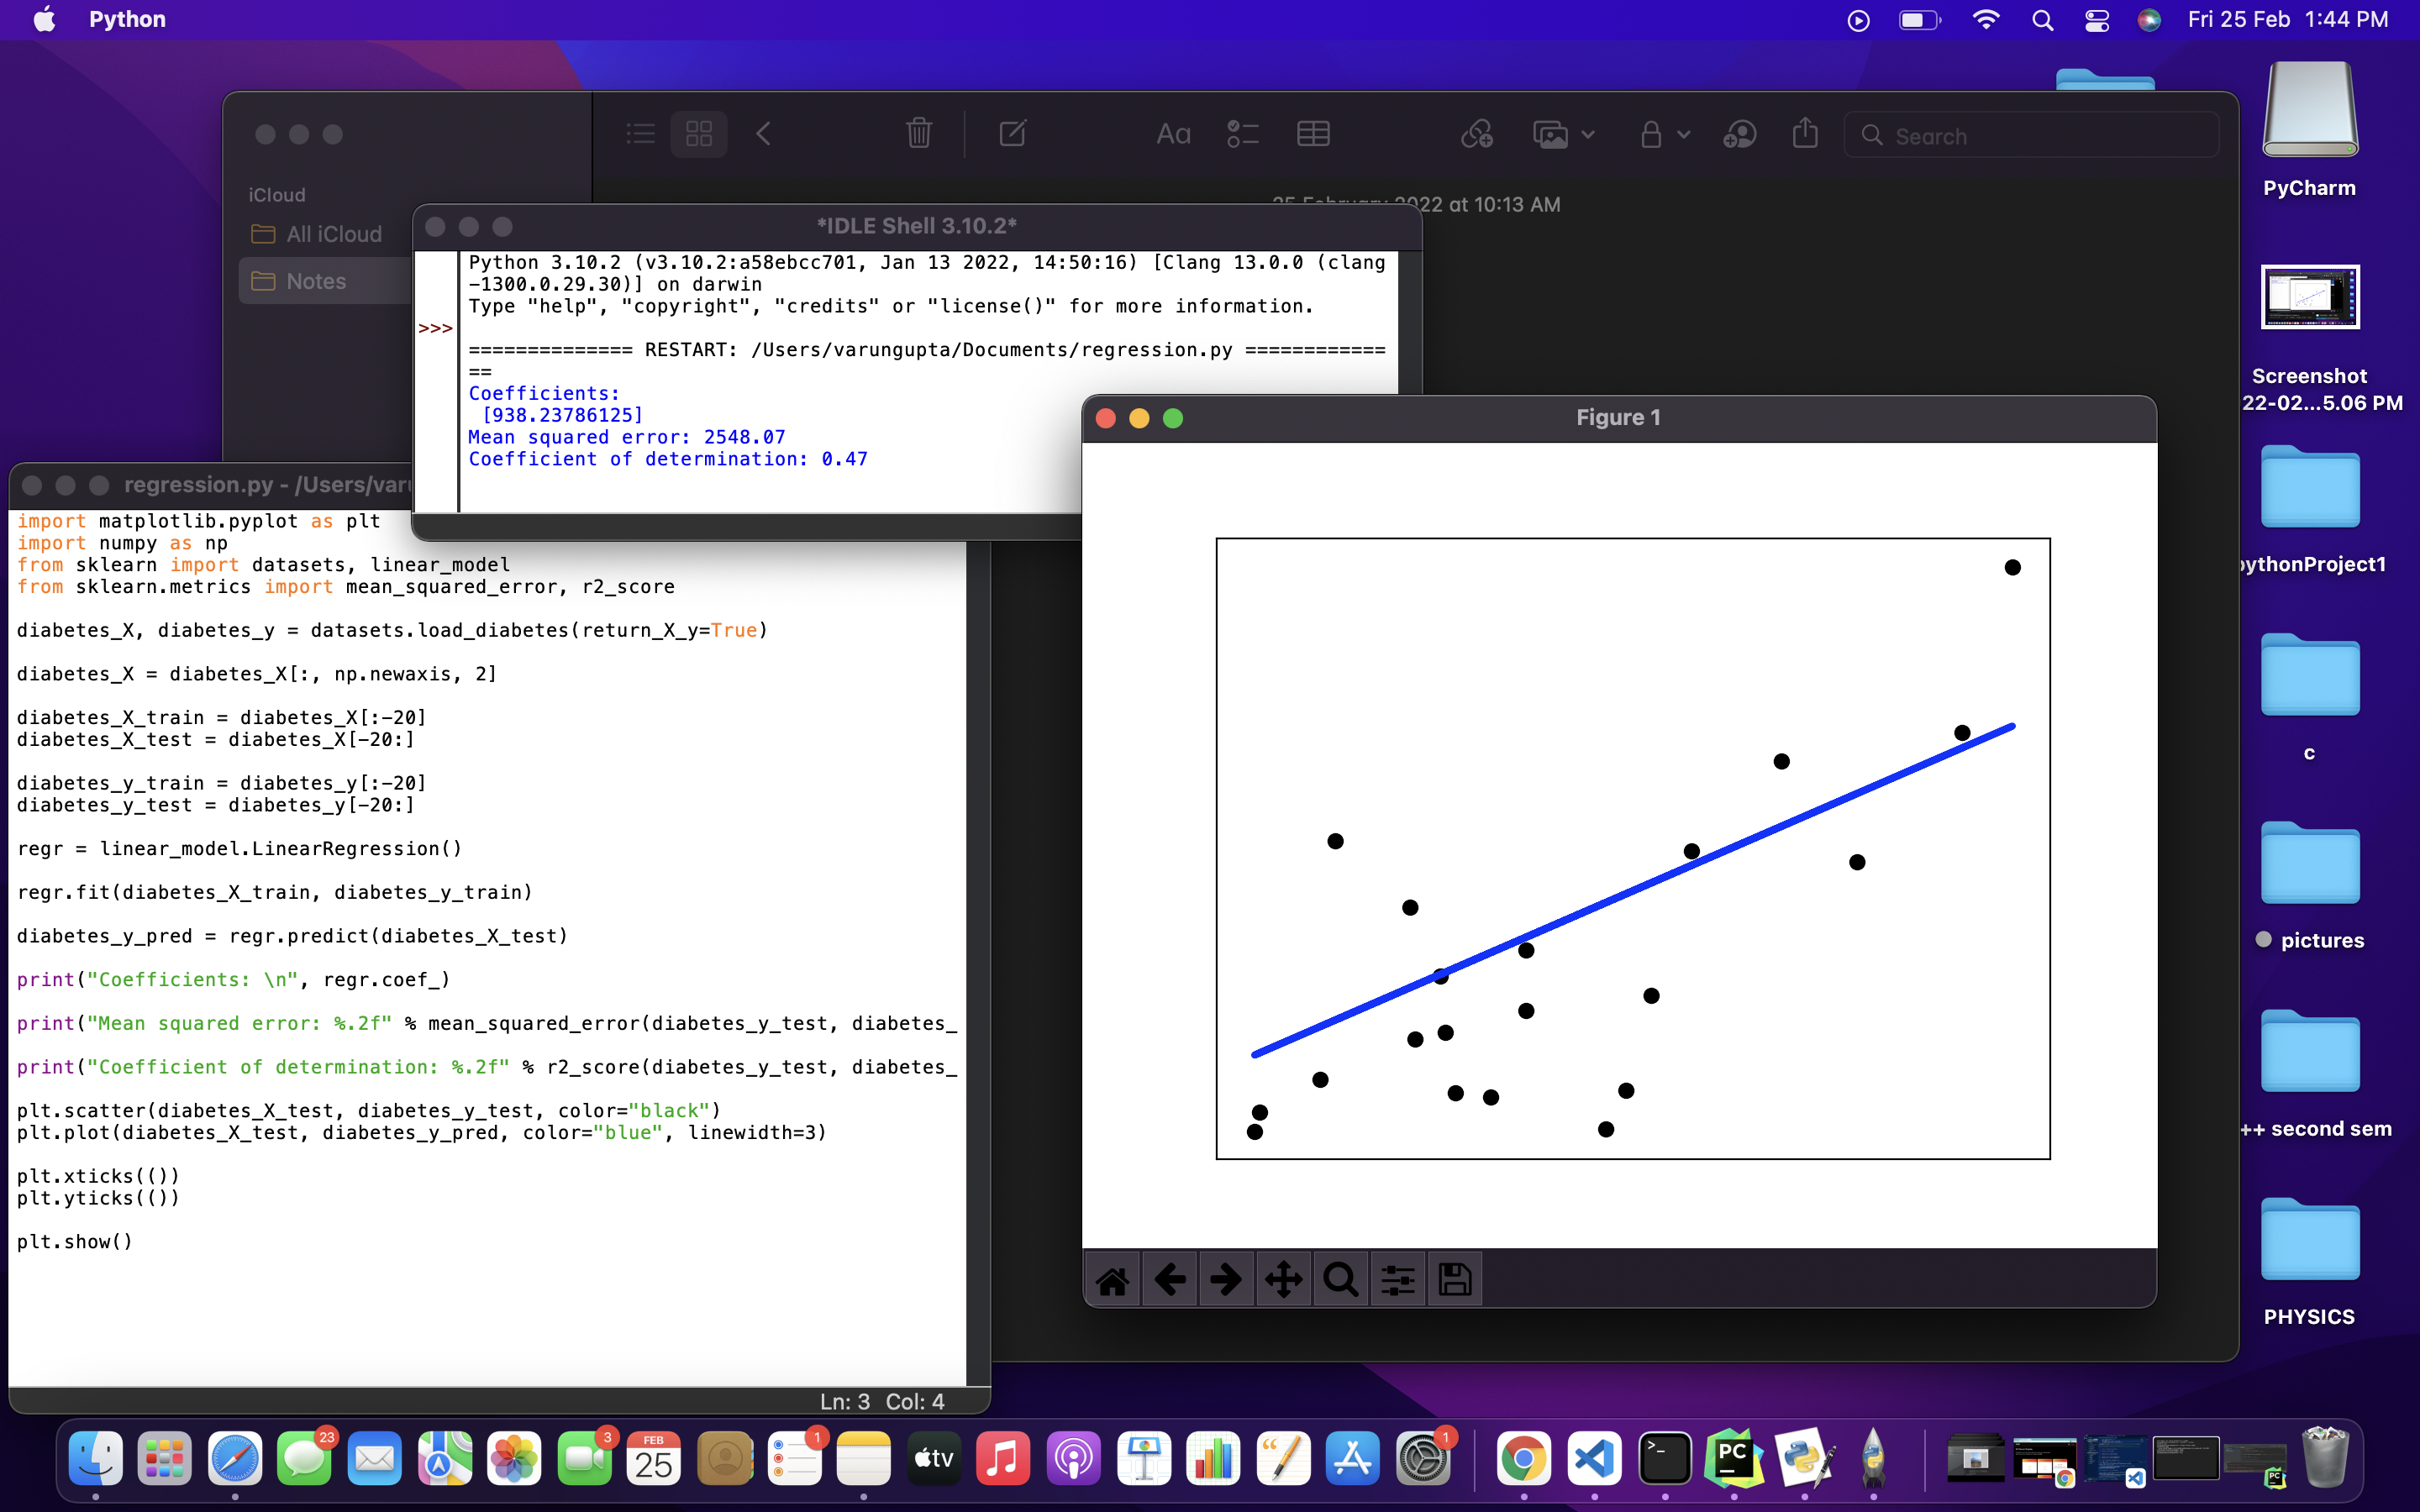 Python
Fri 25 Feb 1:44 PM
Aa
Search
iCloud
All iCloud
Notes
25 February 2022 at 10:13 AM
*IDLE Shell 3.10.2*
Python 3.10.2 (v3.10.2:a58ebcc701, Jan 13 2022, 14:50:16) [Clang 13.0.0 (clang
-1300.0.29.30)] on darwin
Type "help", "copyright", "credits" or "license()" for more information.
>>>
============== RESTART: /Users/varungupta/Documents/regression.py ============
==
Coefficients:
[938.23786125]
Mean squared error: 2548.07
Coefficient of determination: 0.47
regression.py - /Users/varu
import matplotlib.pyplot as plt
import numpy as np
from sklearn import datasets, linear_model
from sklearn.metrics import mean_squared_error, r2_score
diabetes_X, diabetes_y = datasets.load_diabetes(return_X_y=True)
diabetes_X = diabetes_X[:, np.newaxis, 2]
diabetes_X_train = diabetes_X[:-20]
diabetes_X_test = diabetes_X[-20:]
diabetes_y_train = diabetes_y[:-20]
diabetes_y_test = diabetes_y[-20:]
regr = linear_model.LinearRegression()
regr.fit(diabetes_X_train, diabetes_y_train)
diabetes_y_pred = regr.predict(diabetes_X_test)
print("Coefficients: \n", regr.coef_)
print("Mean squared error: %.2f" % mean_squared_error(diabetes_y_test, diabetes_
print("Coefficient of determination: %.2f" % r2_score(diabetes_y_test, diabetes_
plt.scatter(diabetes_X_test, diabetes_y_test, color="black")
plt.plot(diabetes_X_test, diabetes_y_pred, color="blue", linewidth=3)
plt.xticks(())
plt.yticks(())
plt.show()
Ln: 3 Col: 4
Figure 1
PyCharm
Screenshot
22-02...5.06 PM
pythonProject1
c
pictures
++ second sem
PHYSICS
23
3
FEB
25
1
tv
1
>_
PC
PC